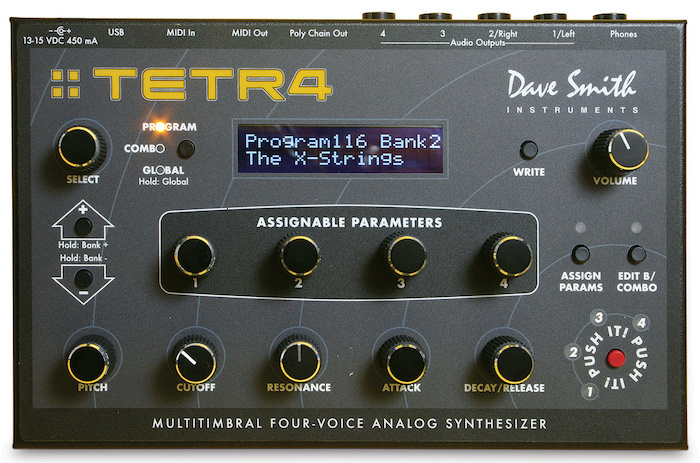 13-15 VDC 450 mA
USB
MIDI In
MIDI Out
Poly Chain Out
4
3
2/Right
1/Left
Audio Outputs
Phones
TETR4
Dave Smith
INSTRUMENTS
PROGRAM
COMBO
GLOBAL
Hold: Global
SELECT
Program116 Bank2
The X-Strings
WRITE
VOLUME
+
Hold: Bank +
Hold: Bank -
-
ASSIGNABLE PARAMETERS
1
2
3
4
ASSIGN
PARAMS
EDIT B/
COMBO
PITCH
CUTOFF
RESONANCE
ATTACK
DECAY/RELEASE
1
2
3
4
PUSH IT!
PUSH IT!
MULTITIMBRAL FOUR-VOICE ANALOG SYNTHESIZER